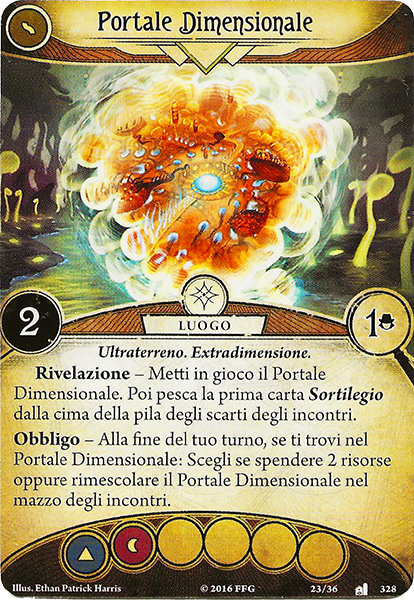 Portale Dimensionale
2
LUOGO
1
Ultraterreno. Extradimensione.
Rivelazione – Metti in gioco il Portale
Dimensionale. Poi pesca la prima carta Sortilegio
dalla cima della pila degli scarti degli incontri.
Obbligo – Alla fine del tuo turno, se ti trovi nel
Portale Dimensionale: Scegli se spendere 2 risorse
oppure rimescolare il Portale Dimensionale nel
mazzo degli incontri.
Illus. Ethan Patrick Harris © 2016 FFG 23/36 328